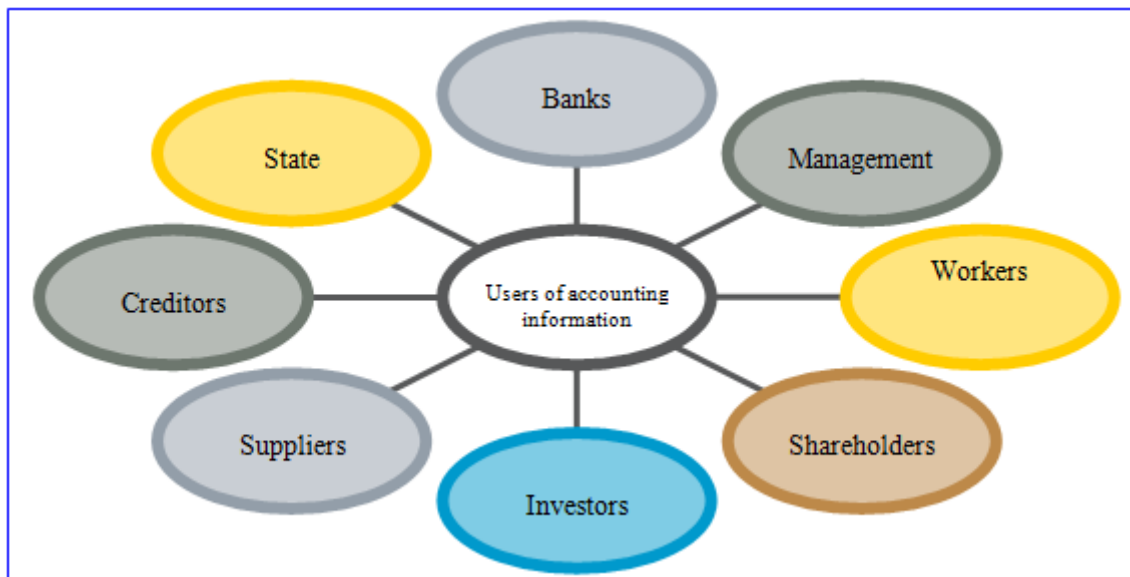 Banks
State
Management
Workers
Creditors
Users of accounting
information
Suppliers
Shareholders
Investors